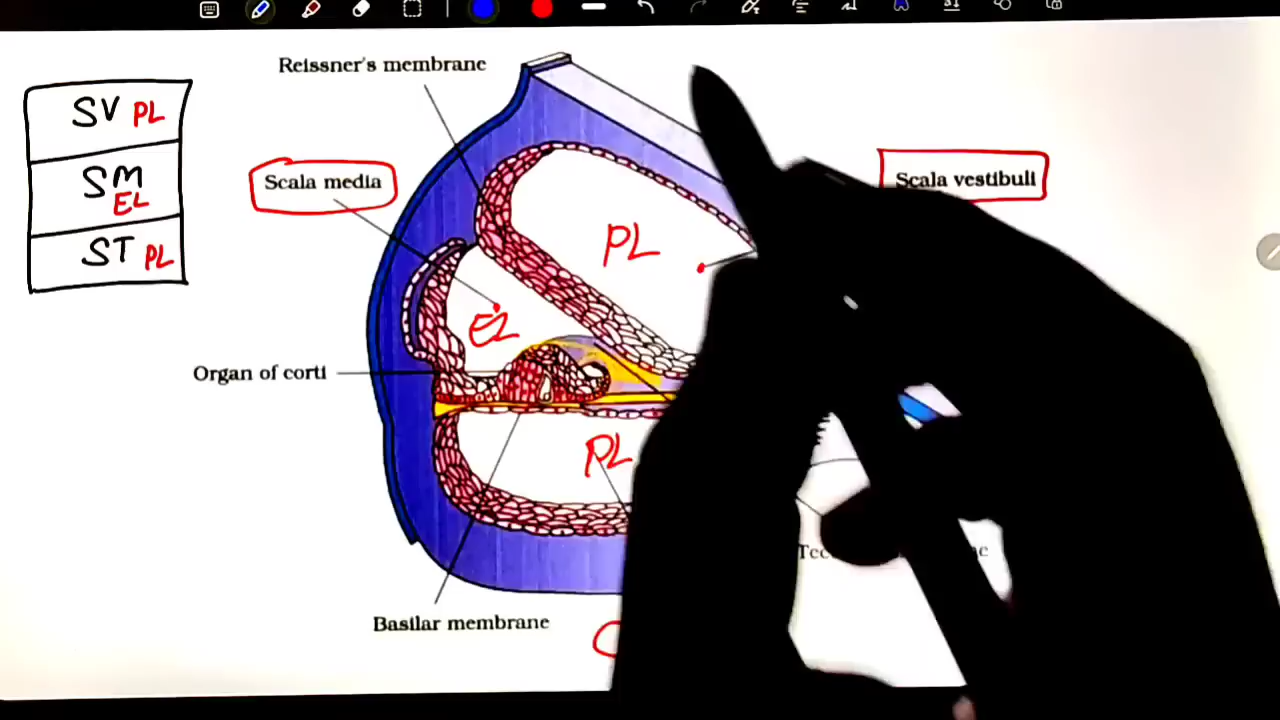 Reissner's membrane
SV PL
SM
EL
ST PL
Scala media
Scala vestibuli
PL
EL
Organ of corti
PL
Basilar membrane